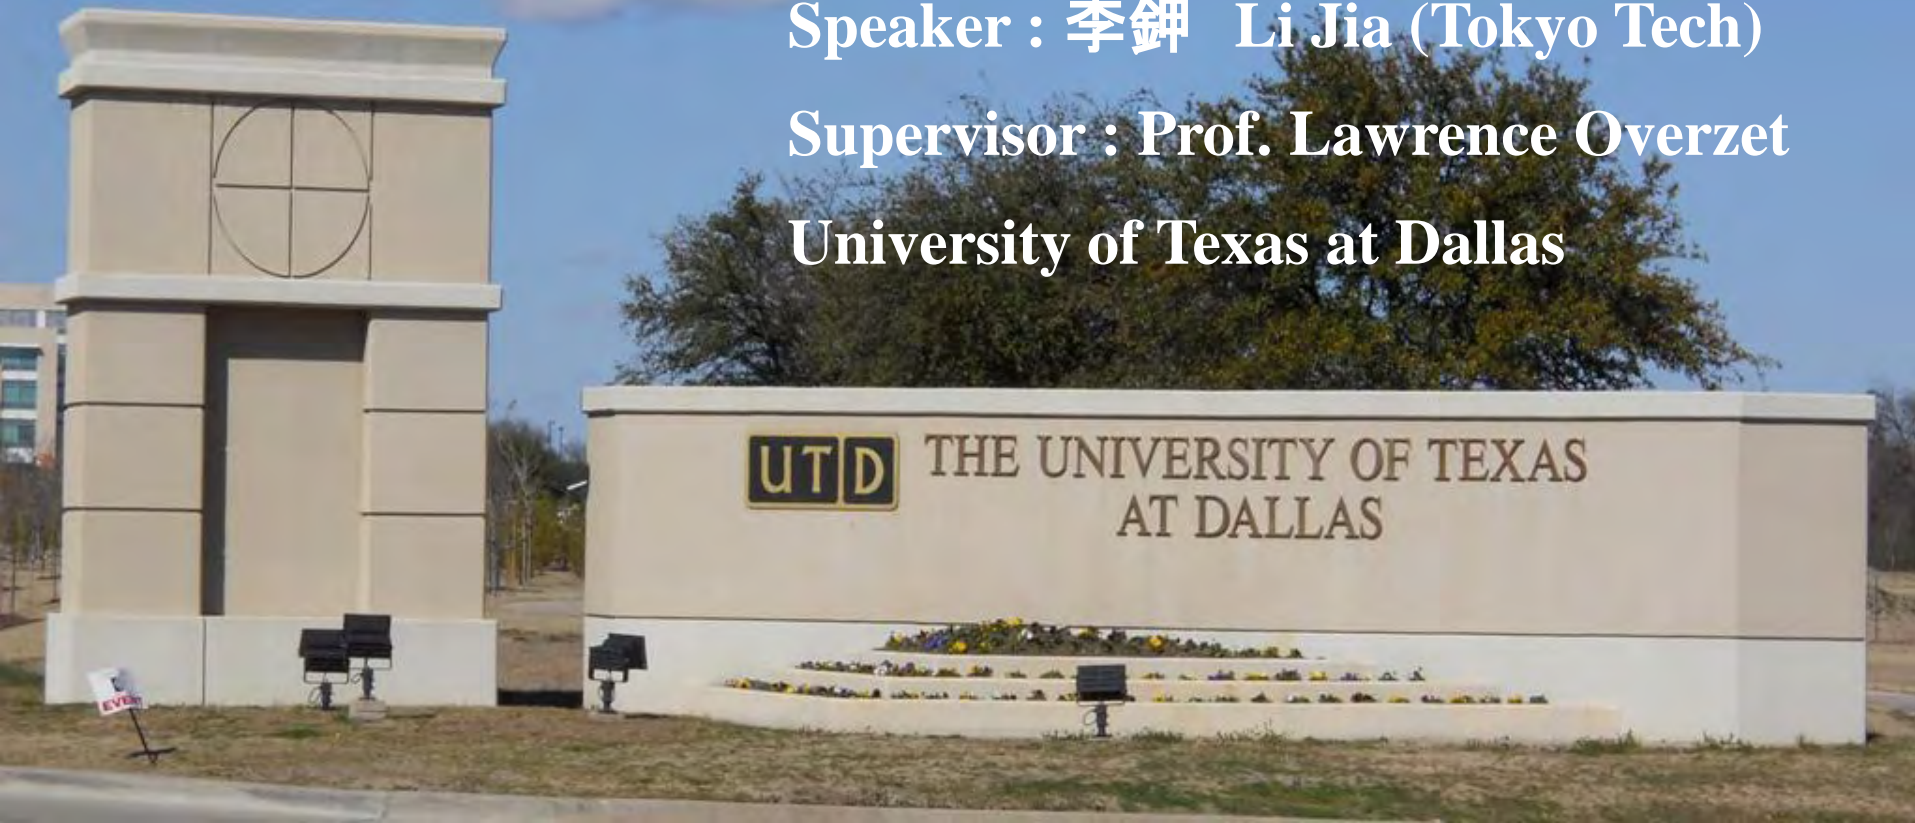 Speaker : 李鉀 Li Jia (Tokyo Tech)
Supervisor : Prof. Lawrence Overzet
University of Texas at Dallas
UTD
THE UNIVERSITY OF TEXAS
AT DALLAS
EVENT